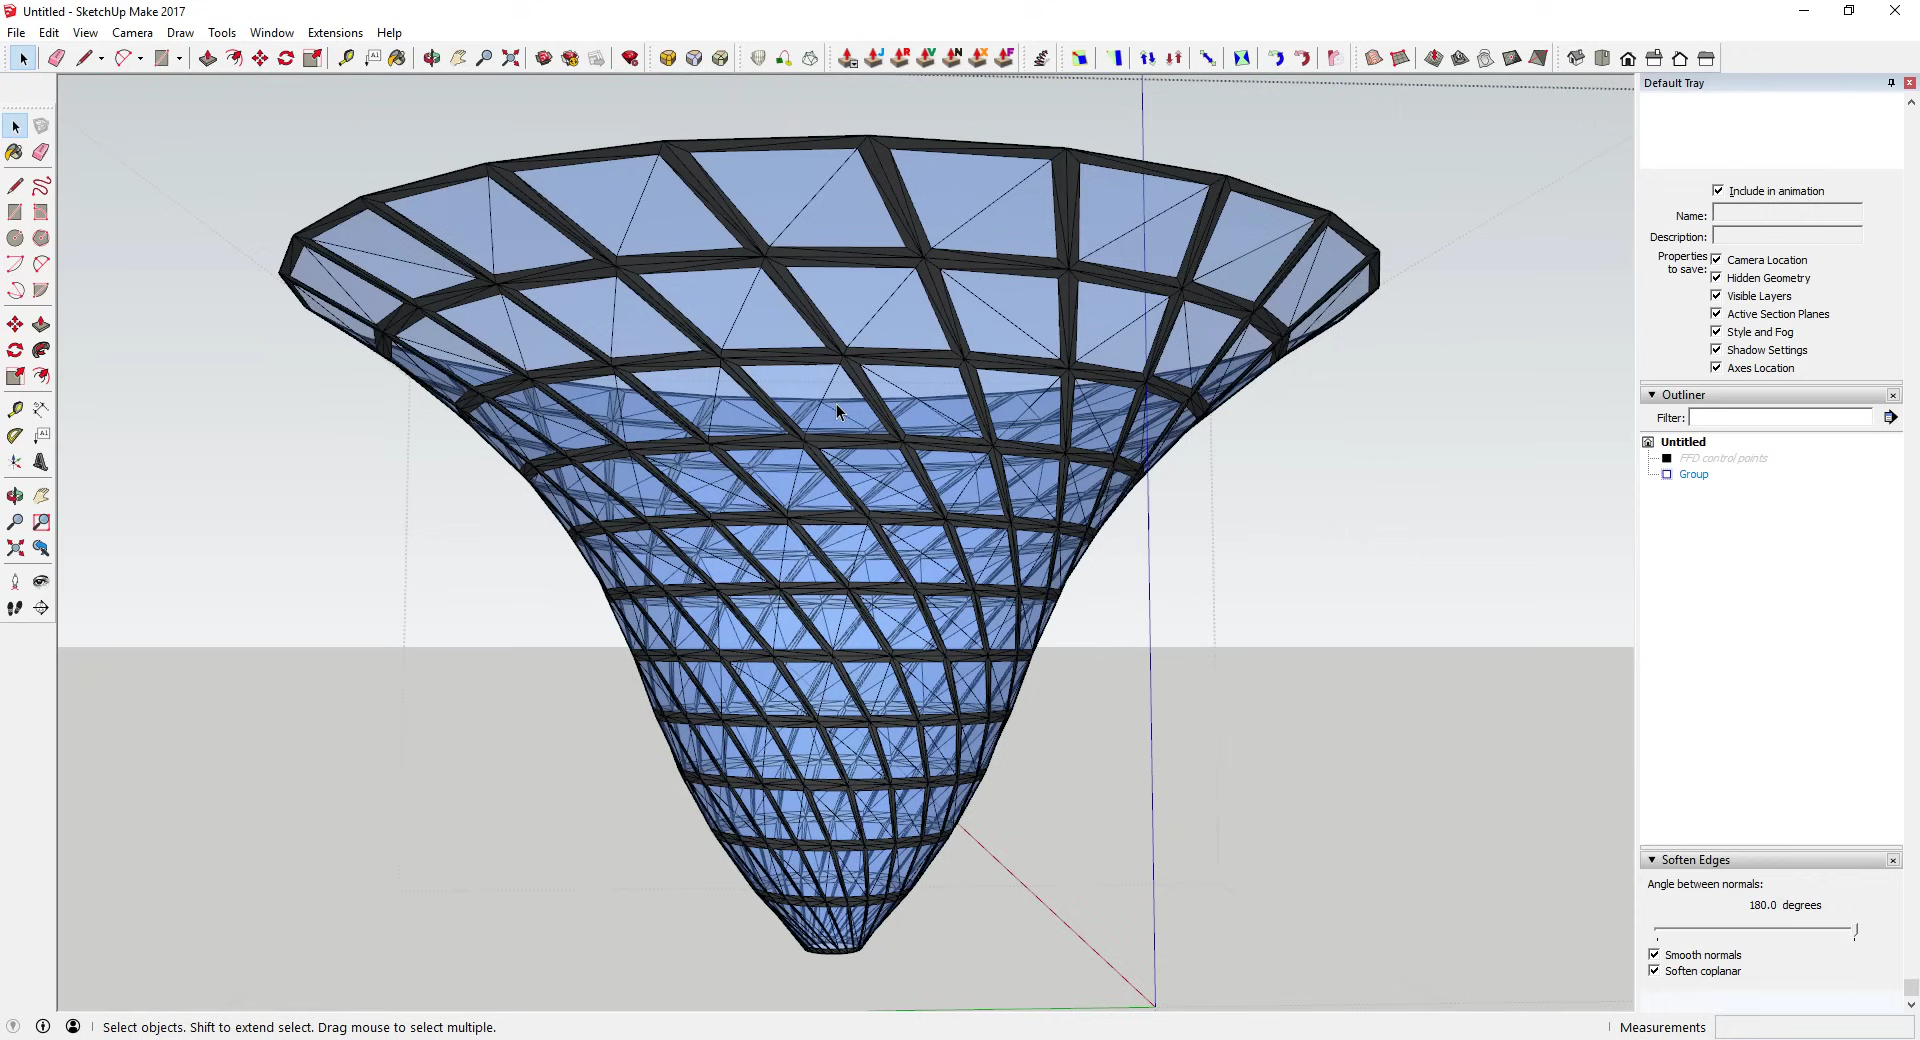 Untitled - SketchUp Make 2017
File Edit View Camera Draw Tools Window Extensions Help
Default Tray
Include in animation
Name:
Description:
Properties to save:
Camera Location
Hidden Geometry
Visible Layers
Active Section Planes
Style and Fog
Shadow Settings
Axes Location
Outliner
Filter:
Untitled
FFD control points
Group
Soften Edges
Angle between normals:
180.0 degrees
Smooth normals
Soften coplanar
Select objects. Shift to extend select. Drag mouse to select multiple.
Measurements